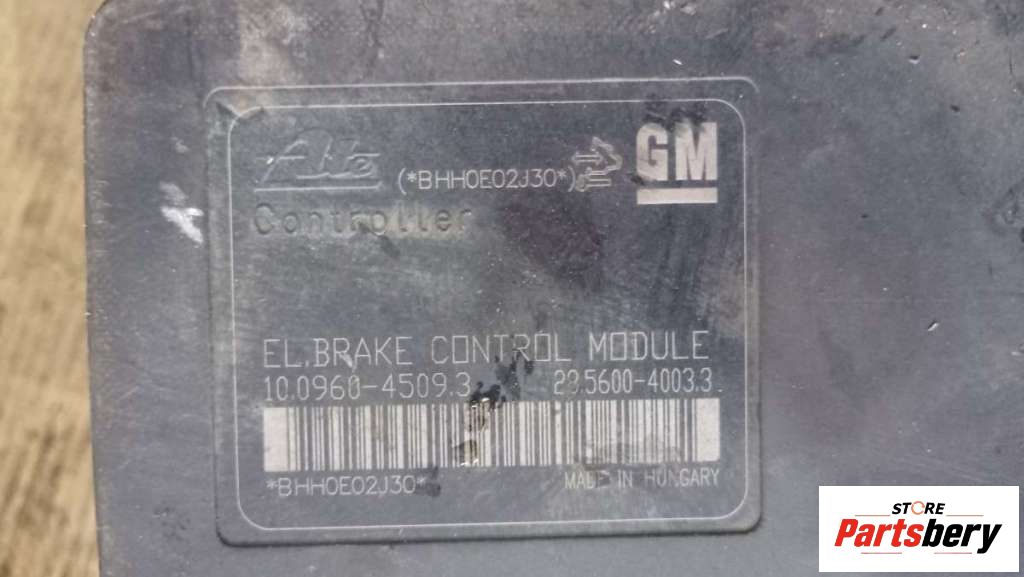 Ate (*BHH0E02J30*) GM
Controller
EL.BRAKE CONTROL MODULE
10.0960-4509.3 28.5600-4003.3
*BHH0E02J30*
MADE IN HUNGARY
STORE
Partsbery